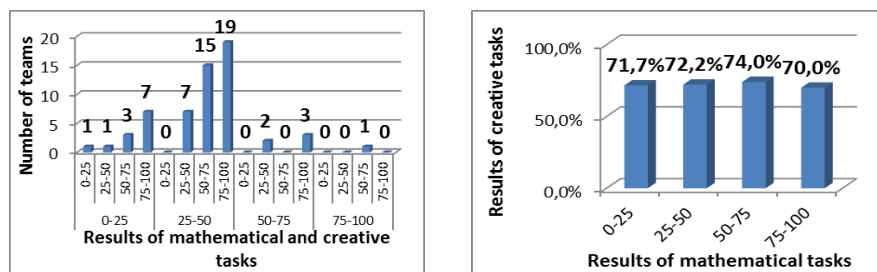 20
15
10
5
0
Number of teams
1 1 3 7 0 7 15 19 0 2 0 3 0 0 1 0
0-25 25-50 50-75 75-100 0-25 25-50 50-75 75-100 0-25 25-50 50-75 75-100 0-25 25-50 50-75 75-100
0-25 25-50 50-75 75-100
Results of mathematical and creative
tasks
100,0%
50,0%
0,0%
Results of creative tasks
71,7% 72,2% 74,0% 70,0%
0-25 25-50 50-75 75-100
Results of mathematical tasks